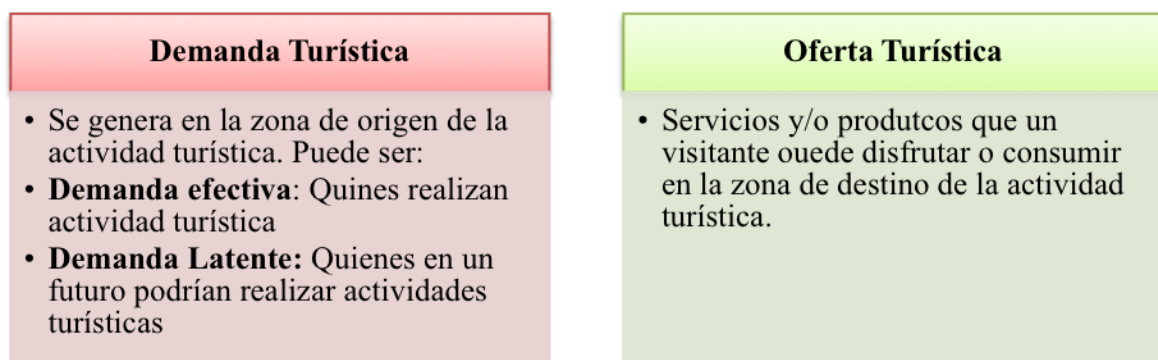 Demanda Turística
• Se genera en la zona de origen de la
actividad turística. Puede ser:
• Demanda efectiva: Quines realizan
actividad turística
• Demanda Latente: Quienes en un
futuro podrían realizar actividades
turísticas
Oferta Turística
• Servicios y/o produtcos que un
visitante ouede disfrutar o consumir
en la zona de destino de la actividad
turística.